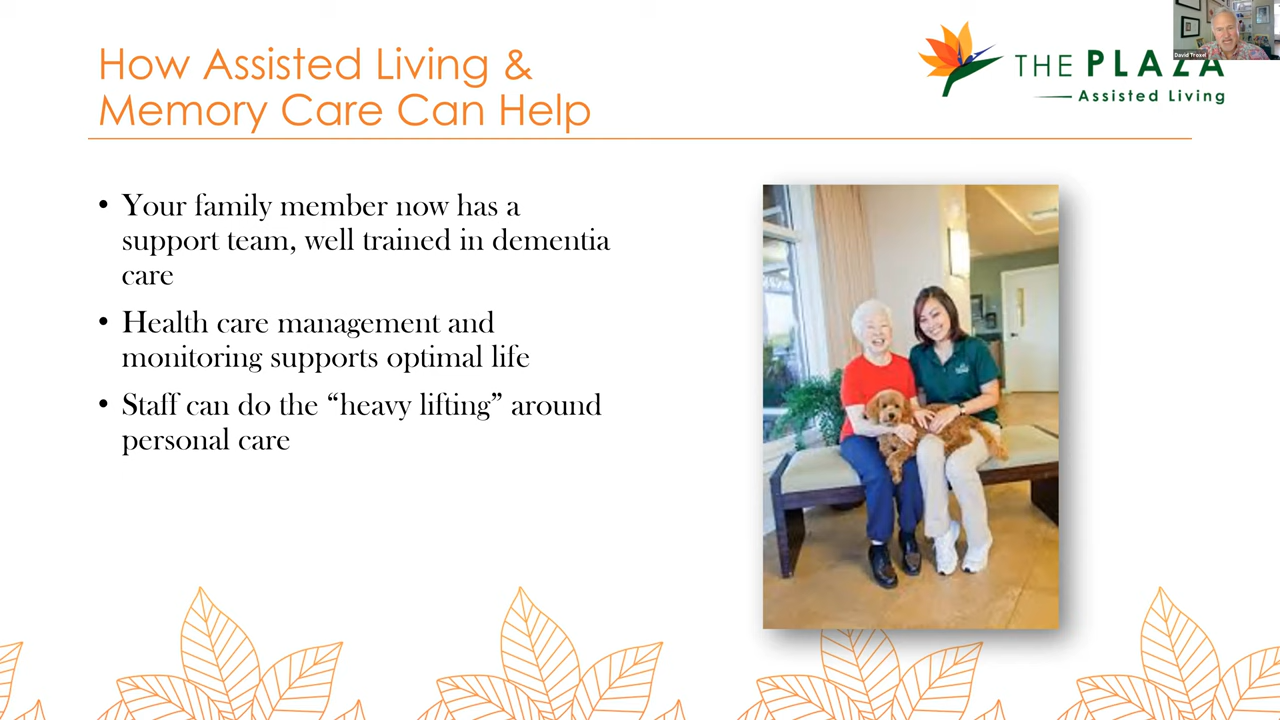 How Assisted Living &
Memory Care Can Help
THE PLAZA
Assisted Living
David Troxel
• Your family member now has a
support team, well trained in dementia
care
• Health care management and
monitoring supports optimal life
• Staff can do the “heavy lifting” around
personal care